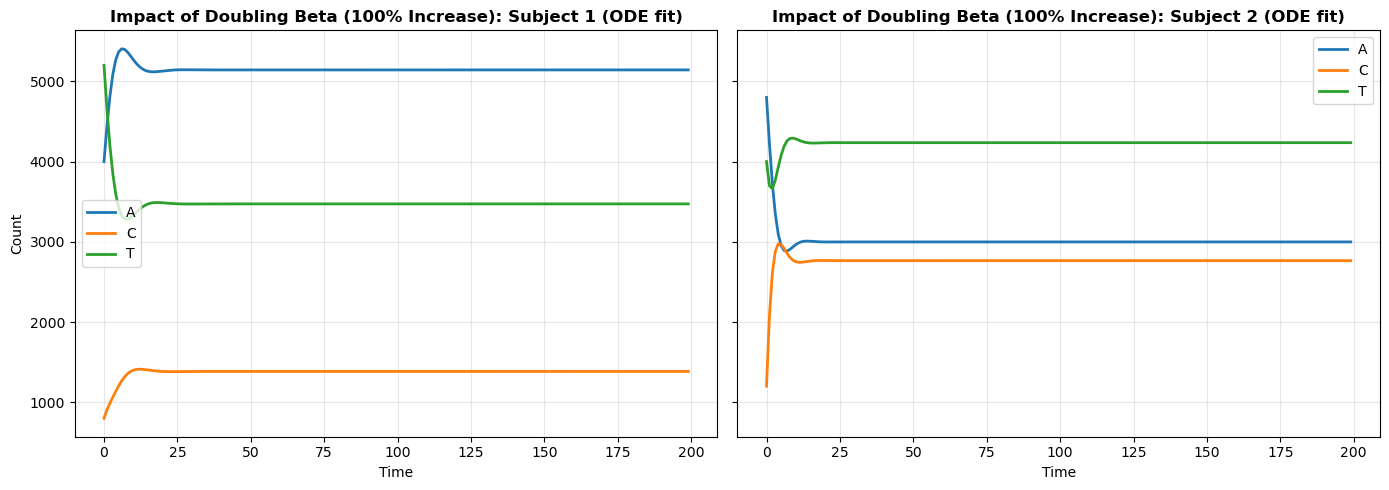 Impact of Doubling Beta (100% Increase): Subject 1 (ODE fit)
Count
5000
4000
3000
2000
1000
A
C
T
0 25 50 75 100 125 150 175 200
Time
Impact of Doubling Beta (100% Increase): Subject 2 (ODE fit)
A
C
T
0 25 50 75 100 125 150 175 200
Time